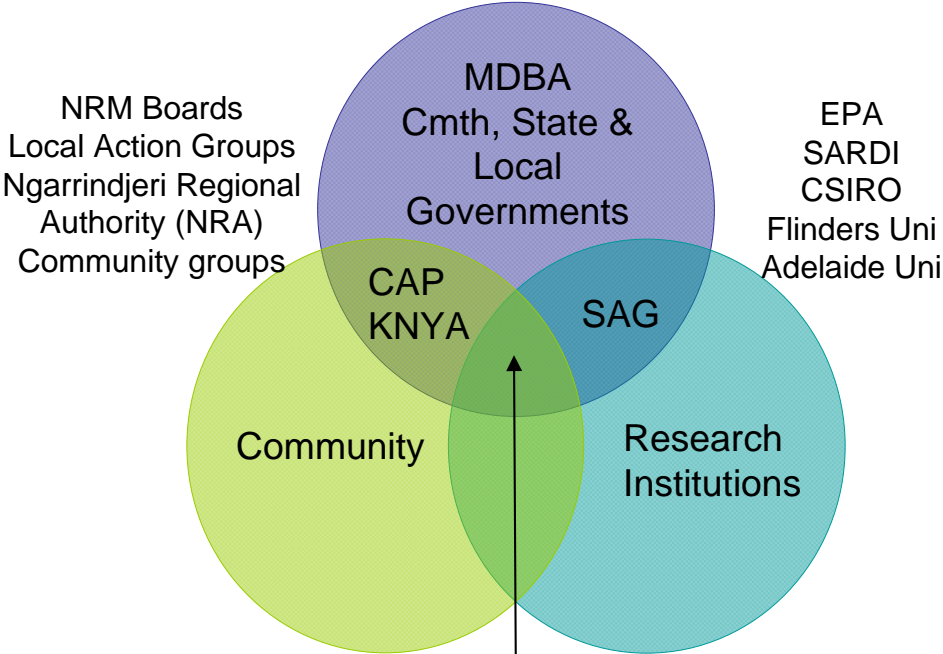 MDBA
Cmth, State &
Local
Governments
NRM Boards
Local Action Groups
Ngarrindjeri Regional
Authority (NRA)
Community groups
EPA
SARDI
CSIRO
Flinders Uni
Adelaide Uni
CAP
KNYA
SAG
Community
Research
Institutions